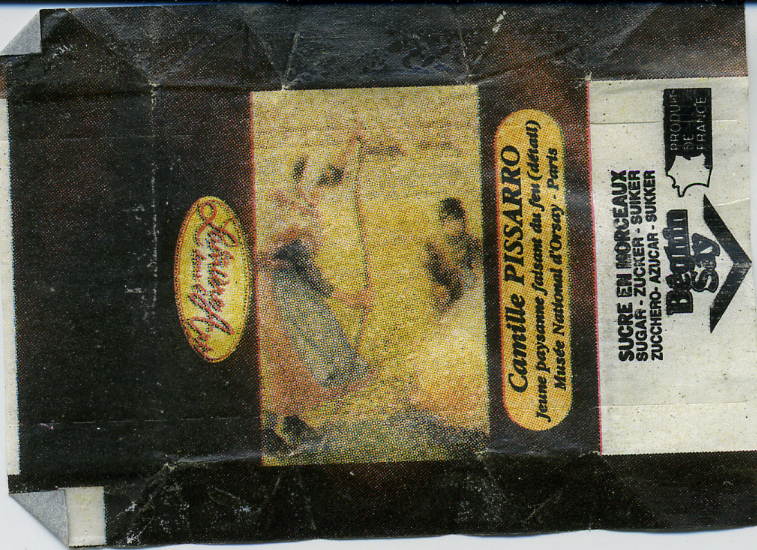 Camille PISSARRO
Jeune paysanne faisant du feu (détail)
Musée National d'Orsay - Paris
SUCRE EN MORCEAUX
SUGAR - ZUCKER - SUIKER
ZUCCHERO - AZUCAR - SUKKER
Béghin
Say
PRODUIT
DE
FRANCE